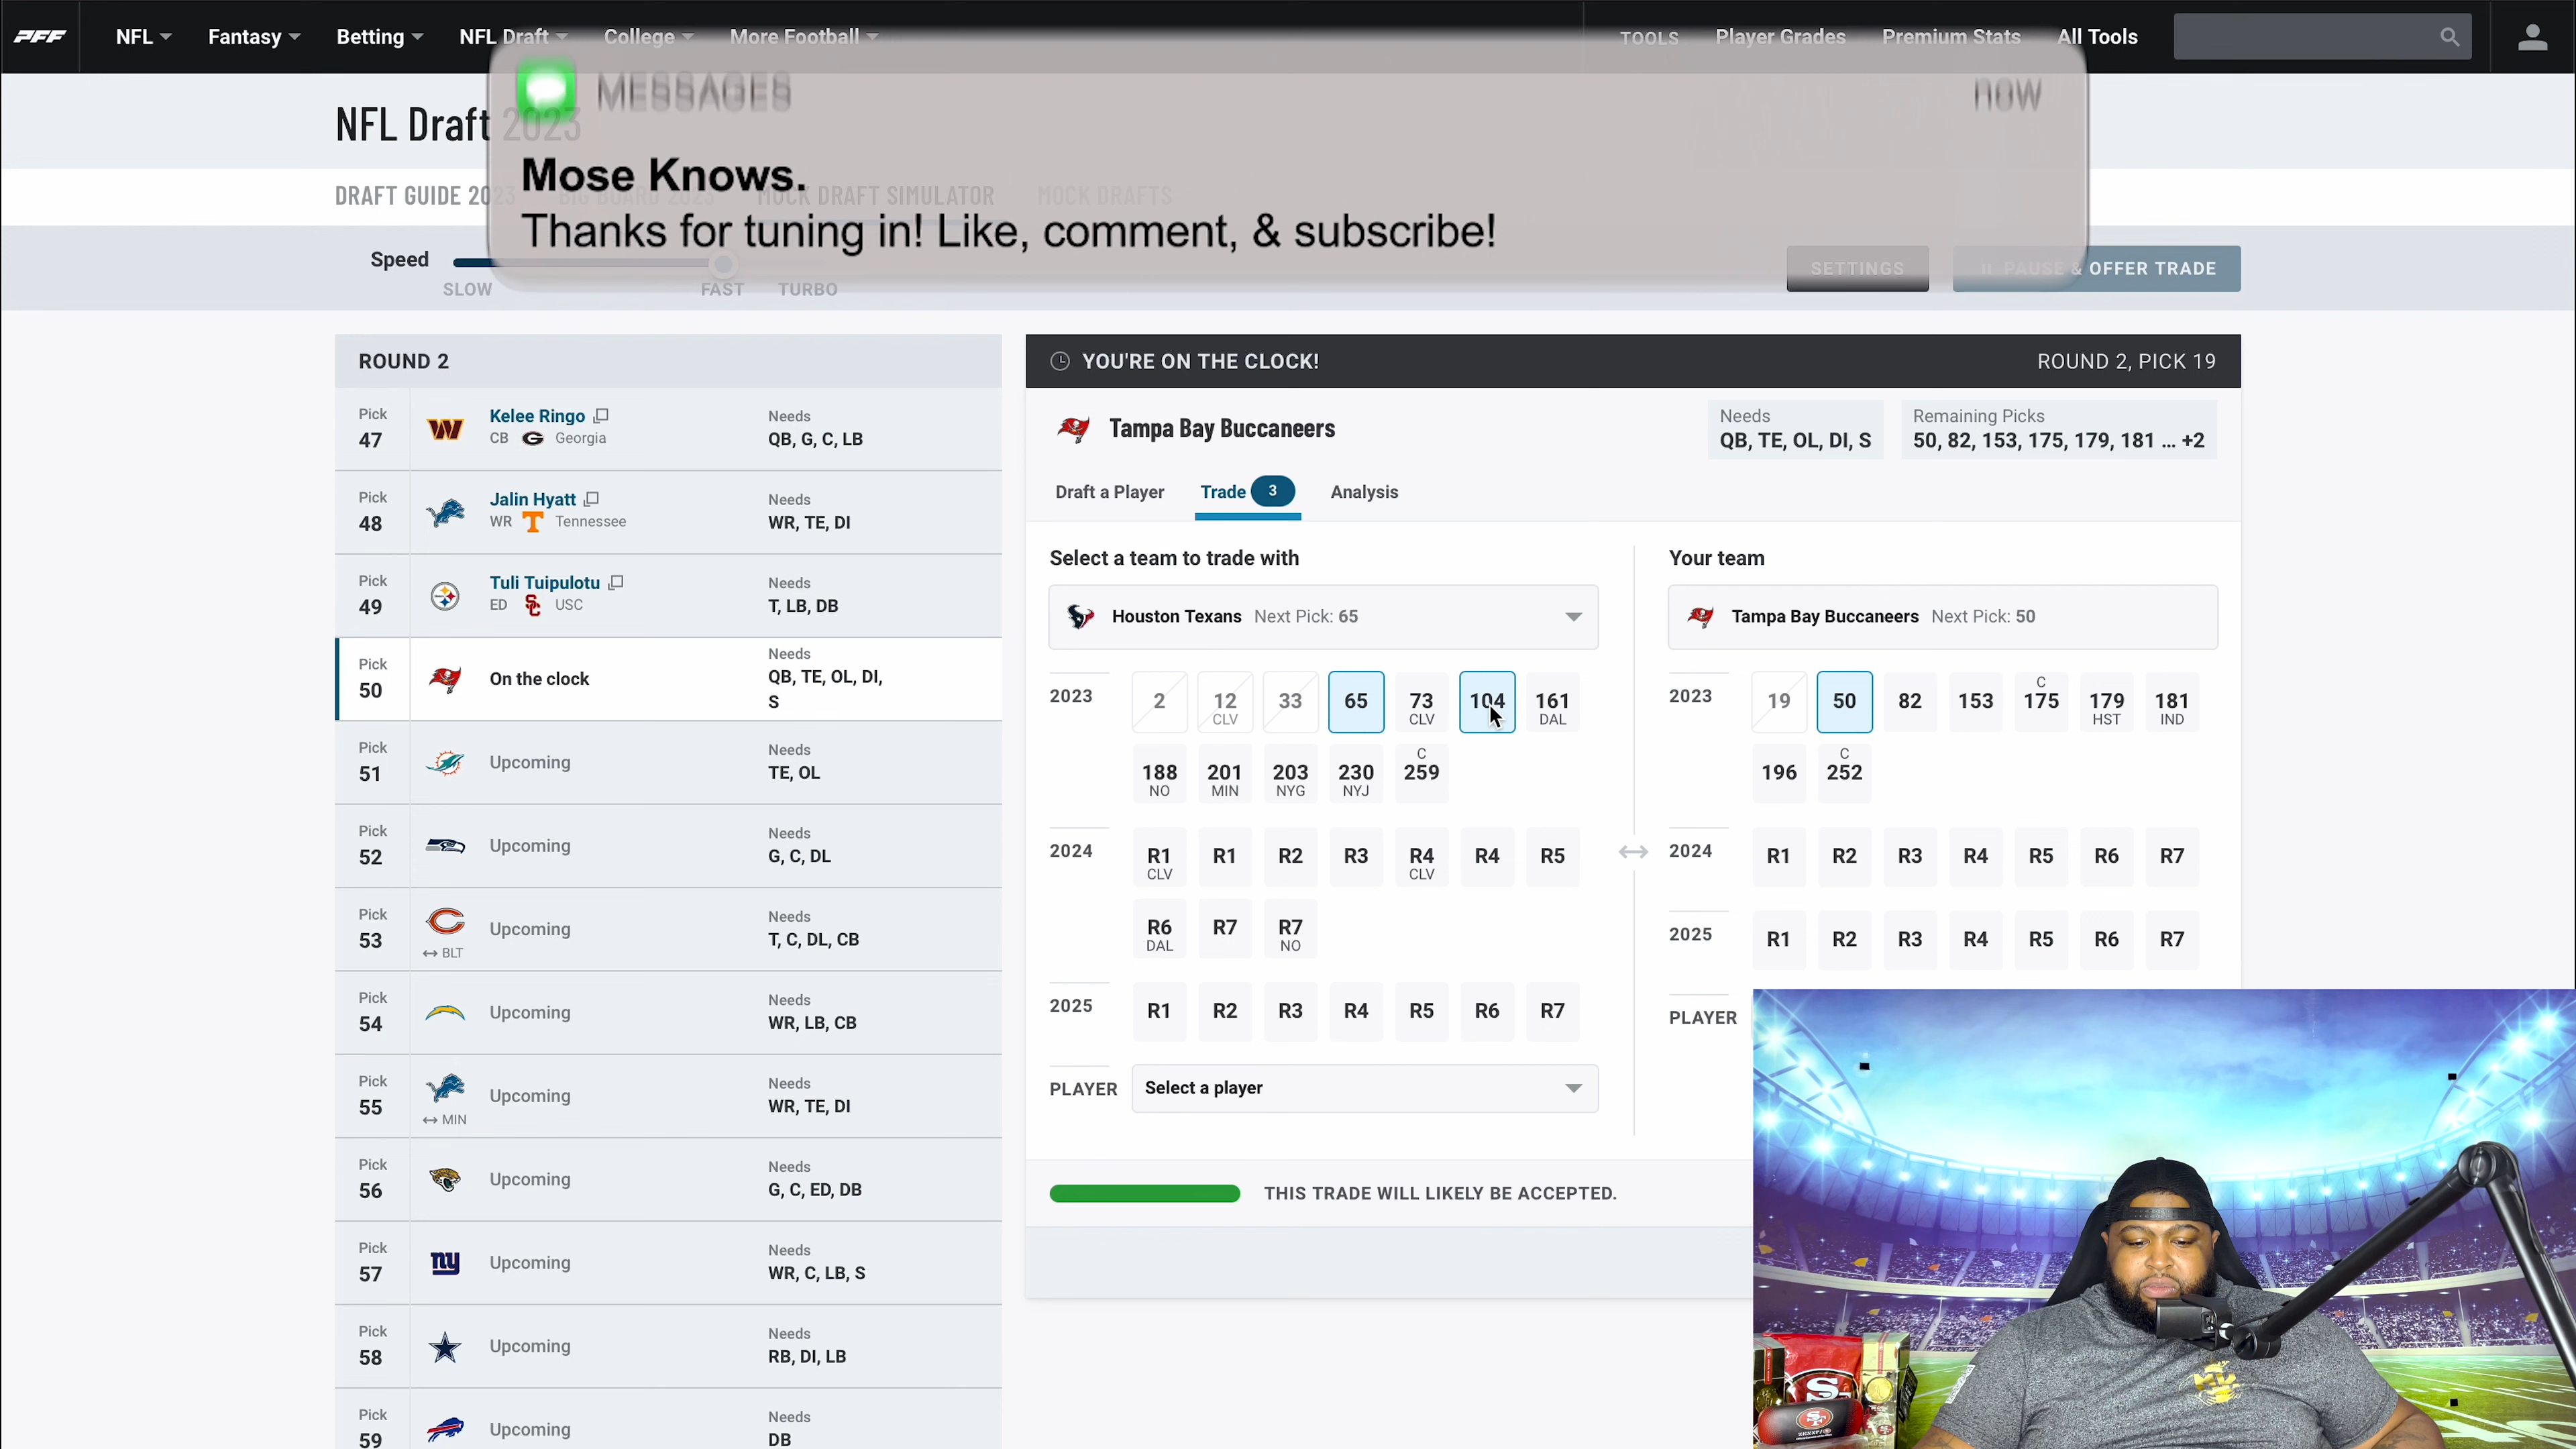 PFF
NFL Fantasy Betting NFL Draft College More Football TOOLS Player Grades Premium Stats All Tools
MESSAGES now
NFL Draft 2023
Mose Knows.
DRAFT GUIDE 2023 BIG BOARD 2023 MOCK DRAFT SIMULATOR MOCK DRAFTS
Thanks for tuning in! Like, comment, & subscribe!
Speed SLOW FAST TURBO
SETTINGS PAUSE & OFFER TRADE
ROUND 2
Pick 47 Kelee Ringo CB G Georgia Needs QB, G, C, LB
Pick 48 Jalin Hyatt WR T Tennessee Needs WR, TE, DI
Pick 49 Tuli Tuipulotu ED SC USC Needs T, LB, DB
Pick 50 On the clock Needs QB, TE, OL, DI, S
Pick 51 Upcoming Needs TE, OL
Pick 52 Upcoming Needs G, C, DL
Pick 53 BLT Upcoming Needs T, C, DL, CB
Pick 54 Upcoming Needs WR, LB, CB
Pick 55 MIN Upcoming Needs WR, TE, DI
Pick 56 Upcoming Needs G, C, ED, DB
Pick 57 ny Upcoming Needs WR, C, LB, S
Pick 58 Upcoming Needs RB, DI, LB
Pick 59 Upcoming Needs DB
YOU'RE ON THE CLOCK! ROUND 2, PICK 19
Tampa Bay Buccaneers
Needs QB, TE, OL, DI, S
Remaining Picks 50, 82, 153, 175, 179, 181 ... +2
Draft a Player Trade 3 Analysis
Select a team to trade with
Houston Texans Next Pick: 65
2023 2 12 CLV 33 65 73 CLV 104 161 DAL
188 NO 201 MIN 203 NYG 230 NYJ C 259
2024 R1 CLV R1 R2 R3 R4 CLV R4 R5
R6 DAL R7 R7 NO
2025 R1 R2 R3 R4 R5 R6 R7
PLAYER Select a player
Your team
Tampa Bay Buccaneers Next Pick: 50
2023 19 50 82 153 C 175 179 HST 181 IND
196 C 252
2024 R1 R2 R3 R4 R5 R6 R7
2025 R1 R2 R3 R4 R5 R6 R7
PLAYER
THIS TRADE WILL LIKELY BE ACCEPTED.
SF